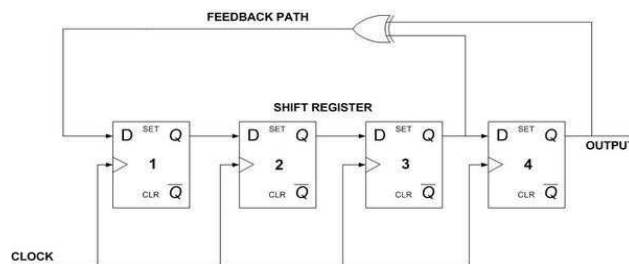 FEEDBACK PATH
SHIFT REGISTER
D SET Q
1
CLR Q̅
D SET Q
2
CLR Q̅
D SET Q
3
CLR Q̅
D SET Q
4
CLR Q̅
OUTPUT
CLOCK